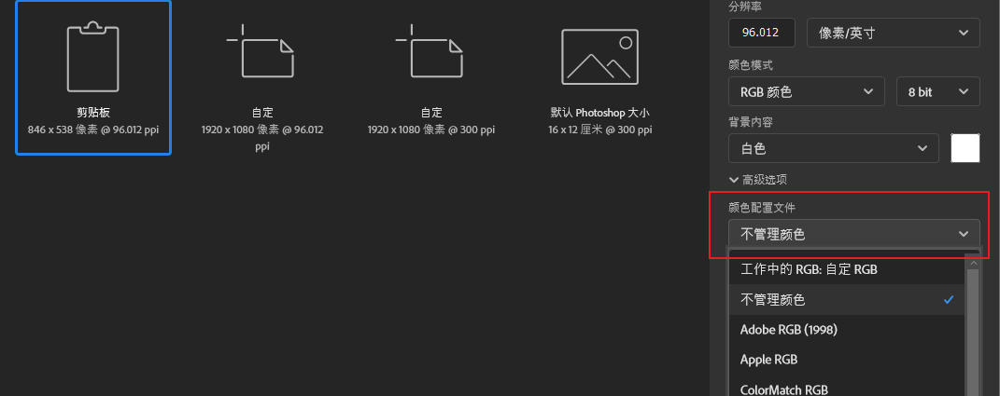 剪贴板
846 x 538 像素 @ 96.012 ppi
自定
1920 x 1080 像素 @ 96.012
ppi
自定
1920 x 1080 像素 @ 300 ppi
默认 Photoshop 大小
16 x 12 厘米 @ 300 ppi
分辨率
96.012 像素/英寸
颜色模式
RGB 颜色 8 bit
背景内容
白色
高级选项
颜色配置文件
不管理颜色
工作中的 RGB: 自定 RGB
不管理颜色
Adobe RGB (1998)
Apple RGB
ColorMatch RGB